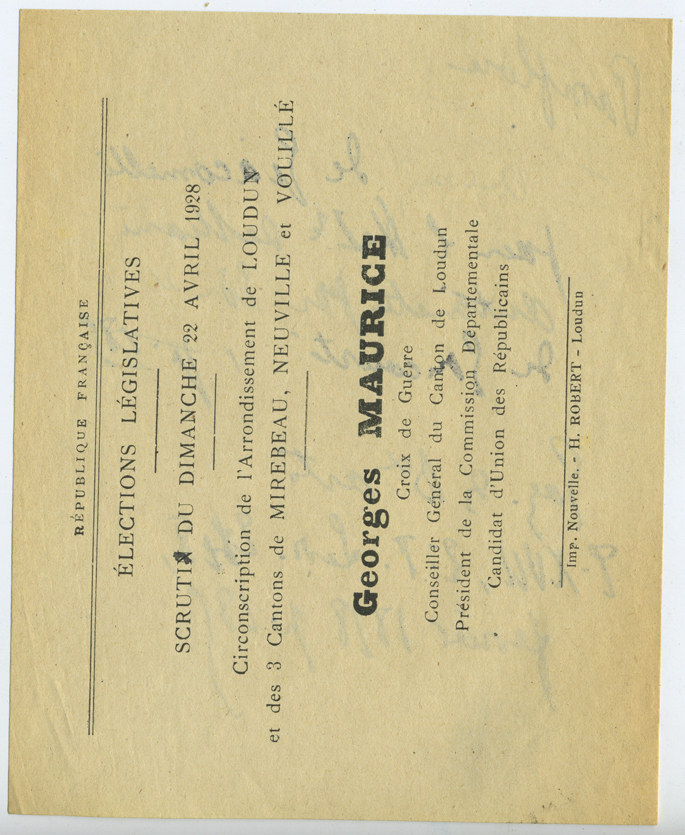 RÉPUBLIQUE FRANÇAISE
ÉLECTIONS LÉGISLATIVES
SCRUTIN DU DIMANCHE 22 AVRIL 1928
Circonscription de l'Arrondissement de LOUDUN
et des 3 Cantons de MIREBEAU, NEUVILLE et VOUILLÉ
Georges MAURICE
Croix de Guerre
Conseiller Général du Canton de Loudun
Président de la Commission Départementale
Candidat d'Union des Républicains
Imp. Nouvelle. - H. ROBERT - Loudun